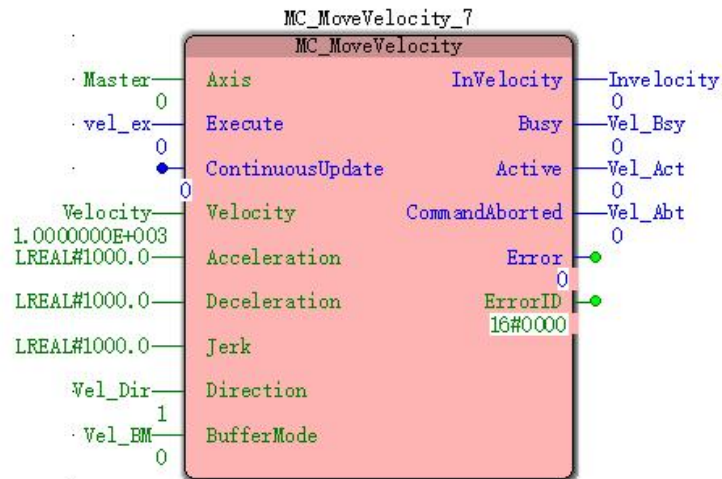 MC_MoveVelocity_7
MC_MoveVelocity
Master Axis InVelocity Invelocity
0 0
vel_ex Execute Busy Vel_Bsy
0 0
ContinuousUpdate Active Vel_Act
0 0
Velocity Velocity CommandAborted Vel_Abt
1.0000000E+003 0
LREAL#1000.0 Acceleration Error
0
LREAL#1000.0 Deceleration ErrorID
16#0000
LREAL#1000.0 Jerk
Vel_Dir Direction
1
Vel_BM BufferMode
0